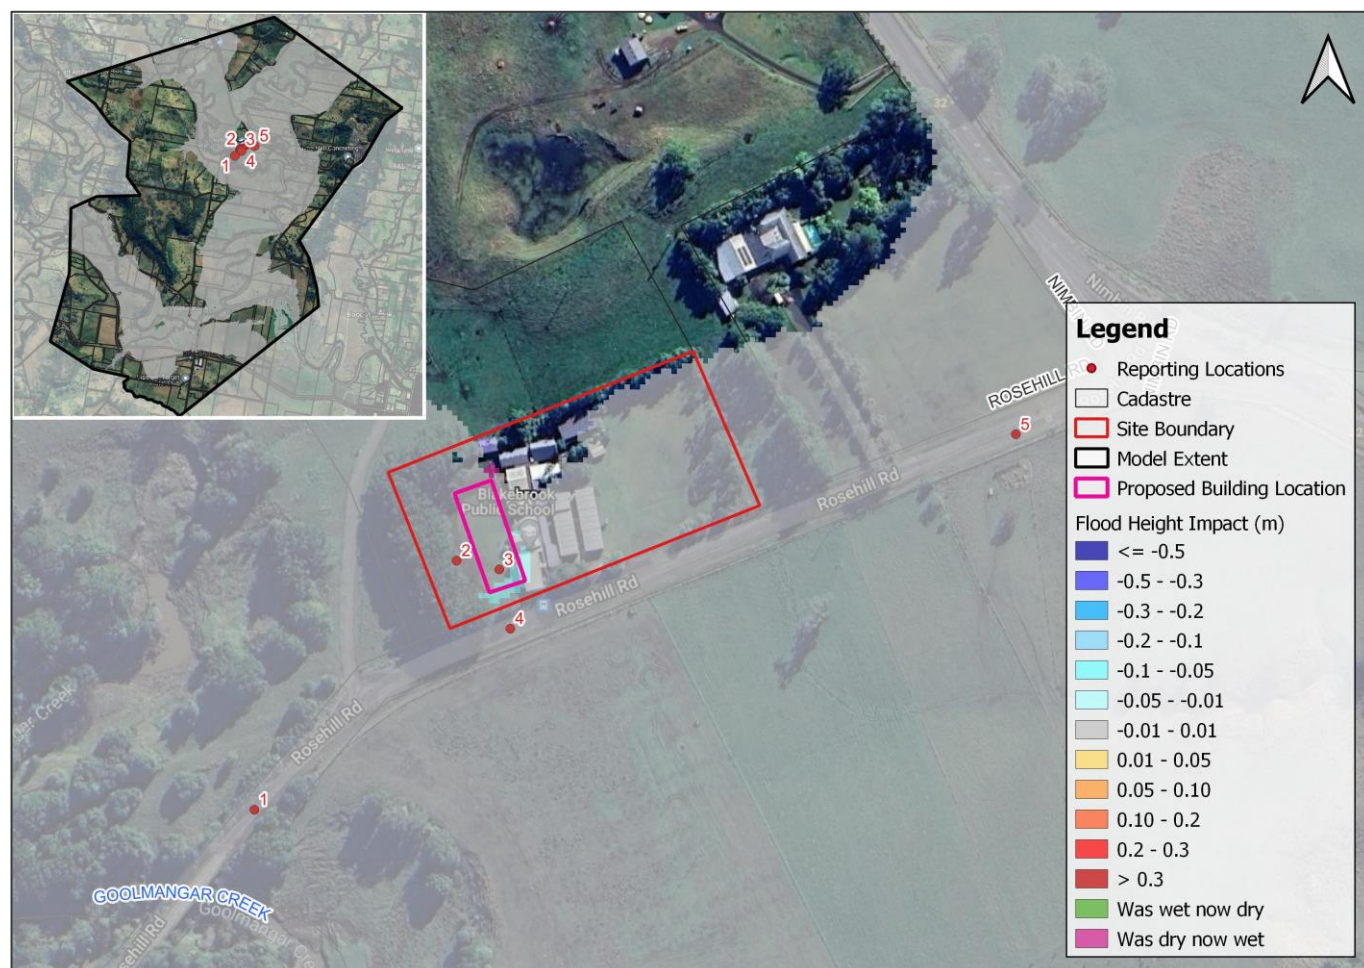 2 3 5
1 4
32
Legend
Reporting Locations
Cadastre
Site Boundary
Model Extent
Proposed Building Location
Flood Height Impact (m)
<= -0.5
-0.5 - -0.3
-0.3 - -0.2
-0.2 - -0.1
-0.1 - -0.05
-0.05 - -0.01
-0.01 - 0.01
0.01 - 0.05
0.05 - 0.10
0.10 - 0.2
0.2 - 0.3
> 0.3
Was wet now dry
Was dry now wet
ROSEHILL RD
5
Rosehill Rd
Blakebrook
Public School
2
3
4
Rosehill Rd
Rosehill Rd
1
GOOLMANGAR CREEK
Goolmangar Creek